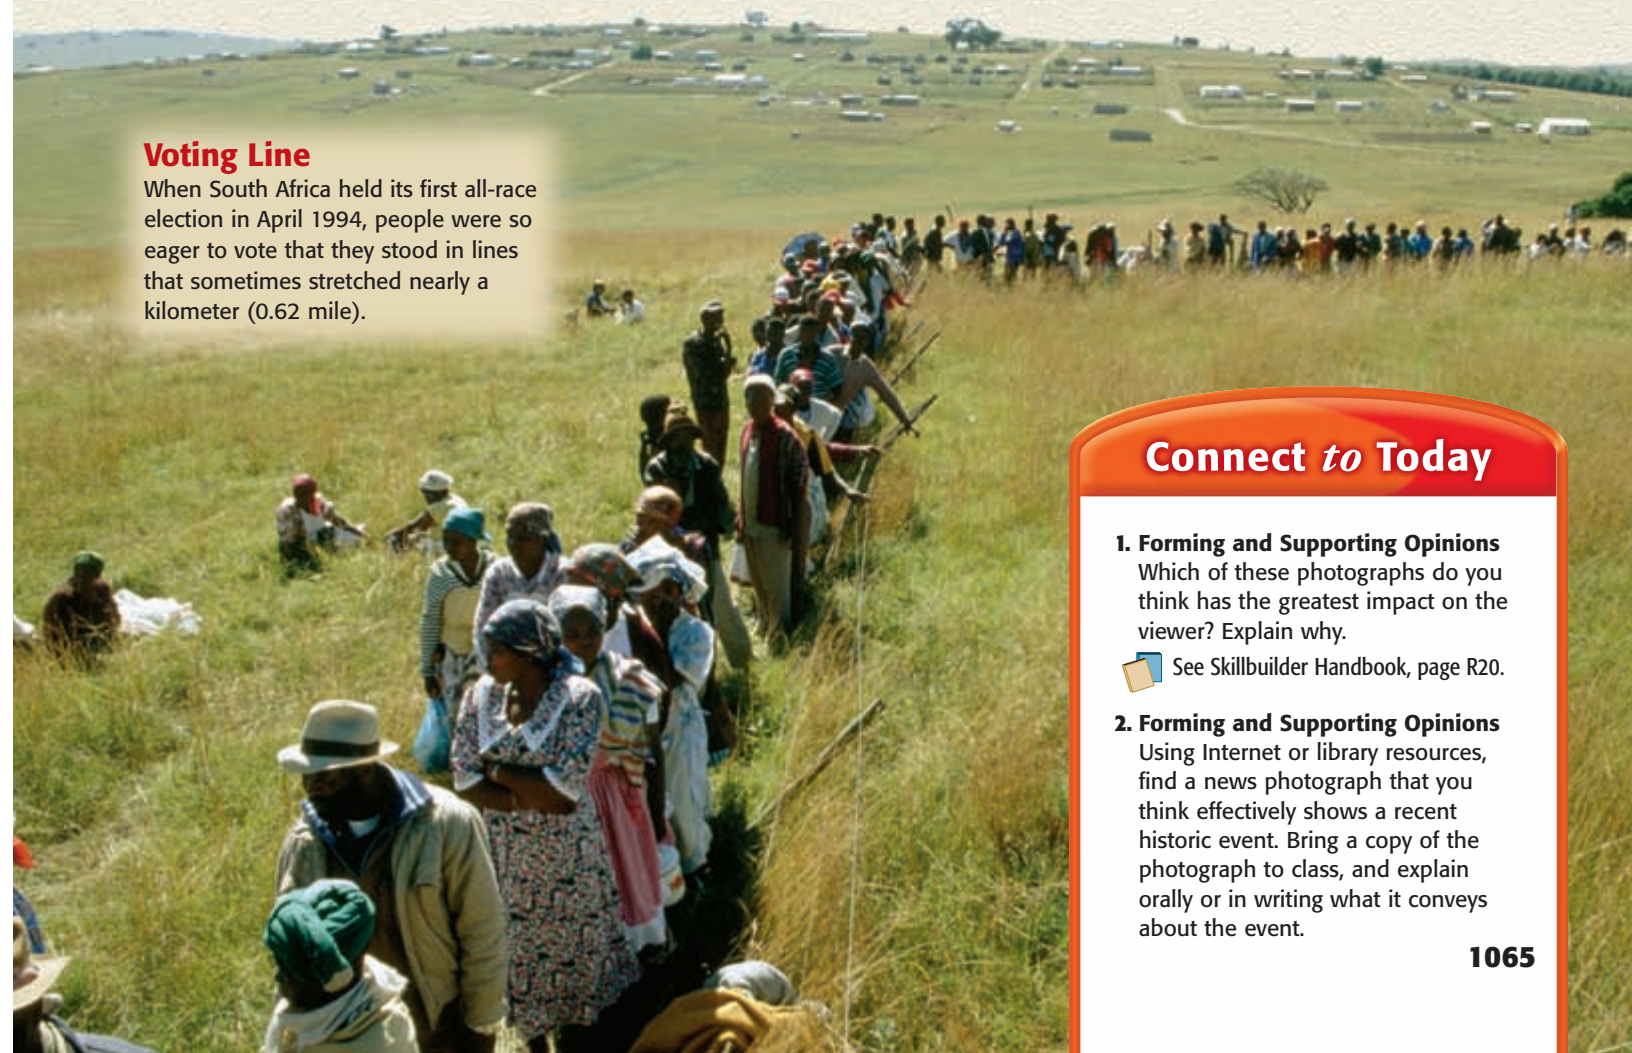 Voting Line
When South Africa held its first all-race
election in April 1994, people were so
eager to vote that they stood in lines
that sometimes stretched nearly a
kilometer (0.62 mile).
Connect to Today
1. Forming and Supporting Opinions
Which of these photographs do you
think has the greatest impact on the
viewer? Explain why.
See Skillbuilder Handbook, page R20.
2. Forming and Supporting Opinions
Using Internet or library resources,
find a news photograph that you
think effectively shows a recent
historic event. Bring a copy of the
photograph to class, and explain
orally or in writing what it conveys
about the event.
1065